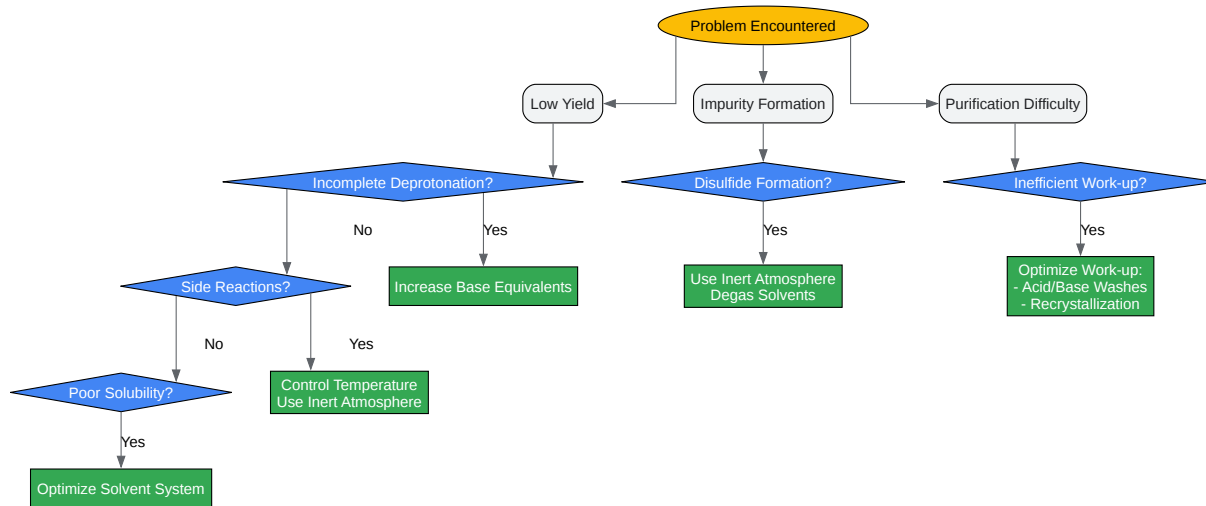 Problem Encountered
Low Yield
Impurity Formation
Purification Difficulty
Incomplete Deprotonation?
Disulfide Formation?
Inefficient Work-up?
No
Yes
Yes
Yes
Side Reactions?
Increase Base Equivalents
Use Inert Atmosphere
Degas Solvents
Optimize Work-up:
- Acid/Base Washes
- Recrystallization
No
Yes
Poor Solubility?
Control Temperature
Use Inert Atmosphere
Yes
Optimize Solvent System